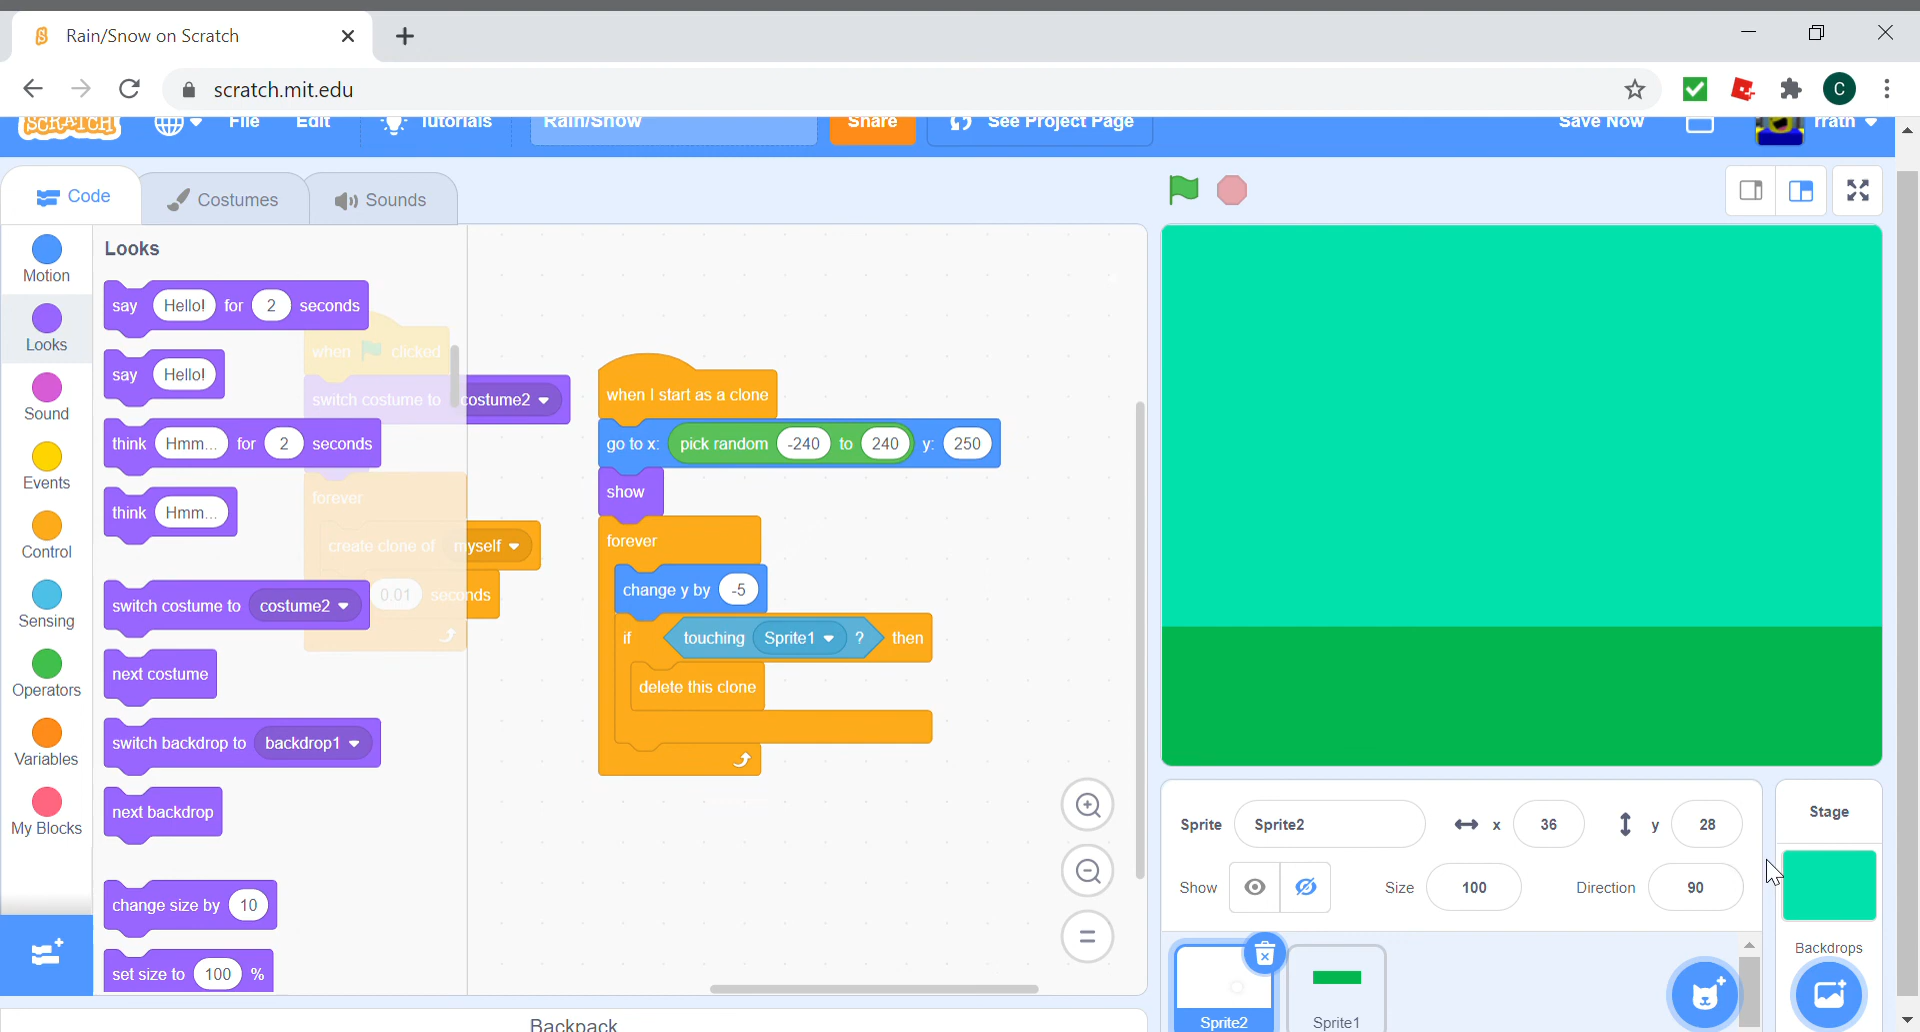 Rain/Snow on Scratch
scratch.mit.edu
C
SCRATCH File Edit Tutorials Rain/Snow Share See Project Page Save Now rrath
Code Costumes Sounds
Motion
Looks
Sound
Events
Control
Sensing
Operators
Variables
My Blocks
Looks
say Hello! for 2 seconds
say Hello!
think Hmm... for 2 seconds
think Hmm...
switch costume to costume2
next costume
switch backdrop to backdrop1
next backdrop
change size by 10
set size to 100 %
when clicked
switch costume to costume2
forever
create clone of myself
0.01 seconds
when I start as a clone
go to x: pick random -240 to 240 y: 250
show
forever
change y by -5
if touching Sprite1 ? then
delete this clone
Backpack
Sprite Sprite2 x 36 y 28
Show Size 100 Direction 90
Sprite2
Sprite1
Stage
Backdrops